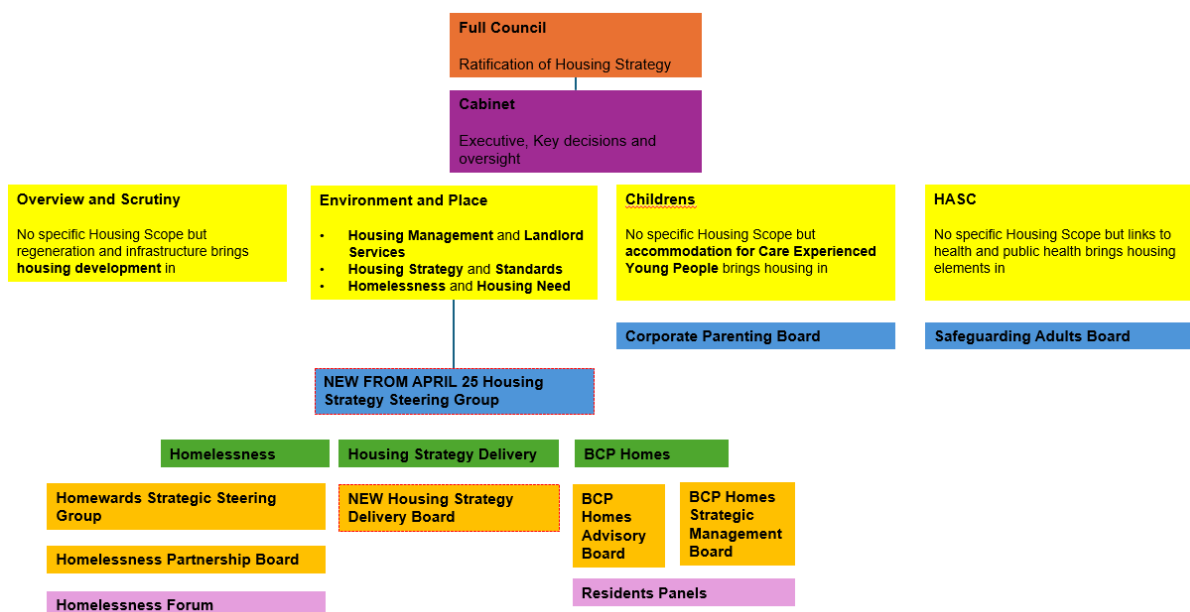 Full Council
Ratification of Housing Strategy
Cabinet
Executive, Key decisions and
oversight
Overview and Scrutiny
No specific Housing Scope but
regeneration and infrastructure brings
housing development in
Environment and Place
• Housing Management and Landlord
Services
• Housing Strategy and Standards
• Homelessness and Housing Need
Childrens
No specific Housing Scope but
accommodation for Care Experienced
Young People brings housing in
HASC
No specific Housing Scope but links to
health and public health brings housing
elements in
Corporate Parenting Board
Safeguarding Adults Board
NEW FROM APRIL 25 Housing
Strategy Steering Group
Homelessness
Housing Strategy Delivery
BCP Homes
Homewards Strategic Steering
Group
NEW Housing Strategy
Delivery Board
BCP
Homes
Advisory
Board
BCP Homes
Strategic
Management
Board
Homelessness Partnership Board
Homelessness Forum
Residents Panels